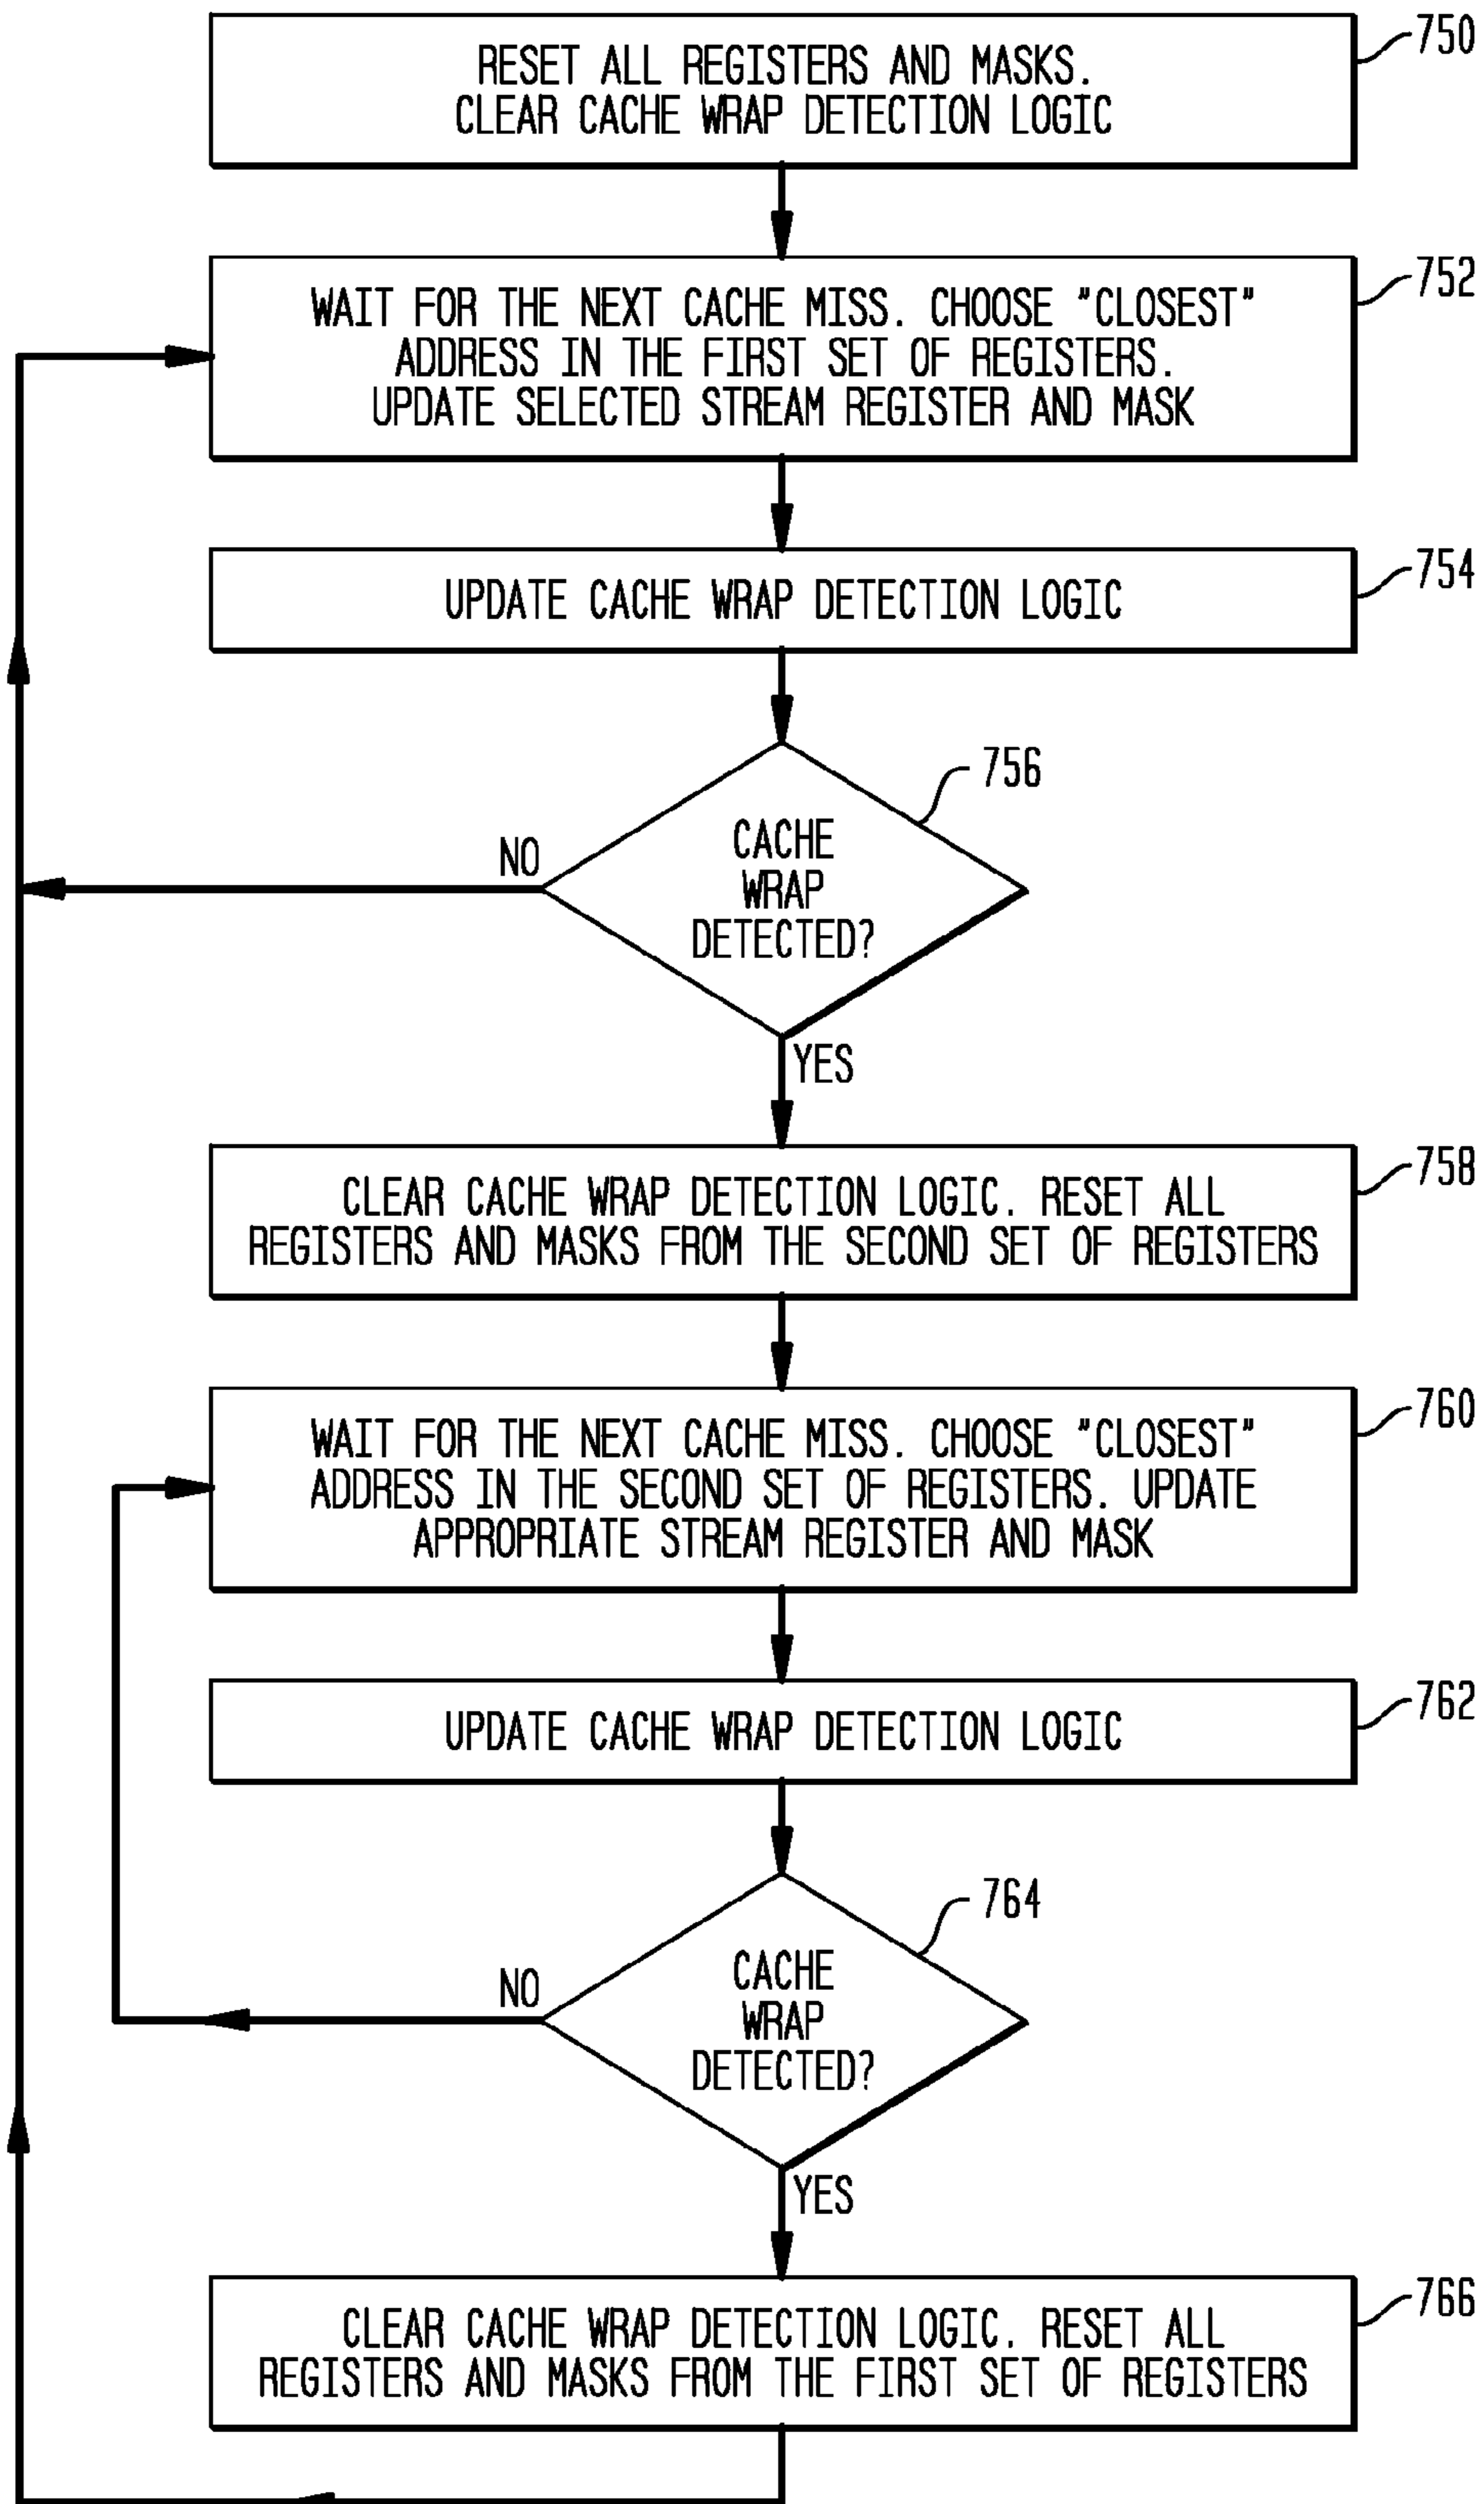 750
RESET ALL REGISTERS AND MASKS.
CLEAR CACHE WRAP DETECTION LOGIC
752
WAIT FOR THE NEXT CACHE MISS. CHOOSE "CLOSEST"
ADDRESS IN THE FIRST SET OF REGISTERS.
UPDATE SELECTED STREAM REGISTER AND MASK
754
UPDATE CACHE WRAP DETECTION LOGIC
756
CACHE
WRAP
DETECTED?
NO
YES
758
CLEAR CACHE WRAP DETECTION LOGIC. RESET ALL
REGISTERS AND MASKS FROM THE SECOND SET OF REGISTERS
760
WAIT FOR THE NEXT CACHE MISS. CHOOSE "CLOSEST"
ADDRESS IN THE SECOND SET OF REGISTERS. UPDATE
APPROPRIATE STREAM REGISTER AND MASK
762
UPDATE CACHE WRAP DETECTION LOGIC
764
CACHE
WRAP
DETECTED?
NO
YES
766
CLEAR CACHE WRAP DETECTION LOGIC. RESET ALL
REGISTERS AND MASKS FROM THE FIRST SET OF REGISTERS